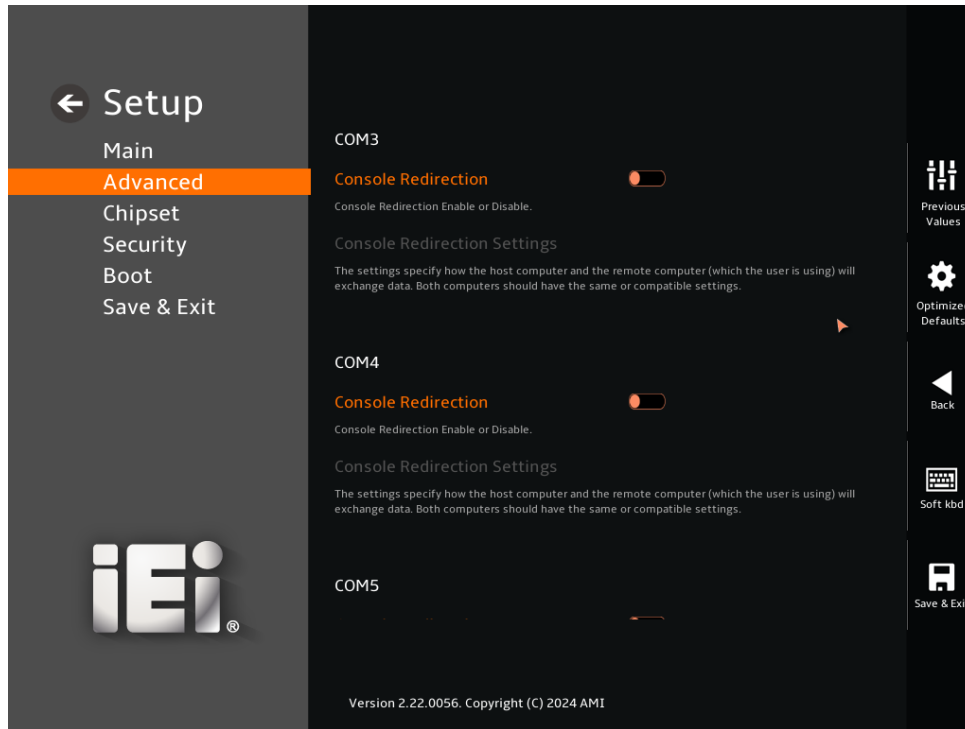 Setup
Main
Advanced
Chipset
Security
Boot
Save & Exit
iEi
®
COM3
Console Redirection
Console Redirection Enable or Disable.
Console Redirection Settings
The settings specify how the host computer and the remote computer (which the user is using) will
exchange data. Both computers should have the same or compatible settings.
COM4
Console Redirection
Console Redirection Enable or Disable.
Console Redirection Settings
The settings specify how the host computer and the remote computer (which the user is using) will
exchange data. Both computers should have the same or compatible settings.
COM5
Version 2.22.0056. Copyright (C) 2024 AMI
Previous
Values
Optimize
Defaults
Back
Soft kbd
Save & Exi